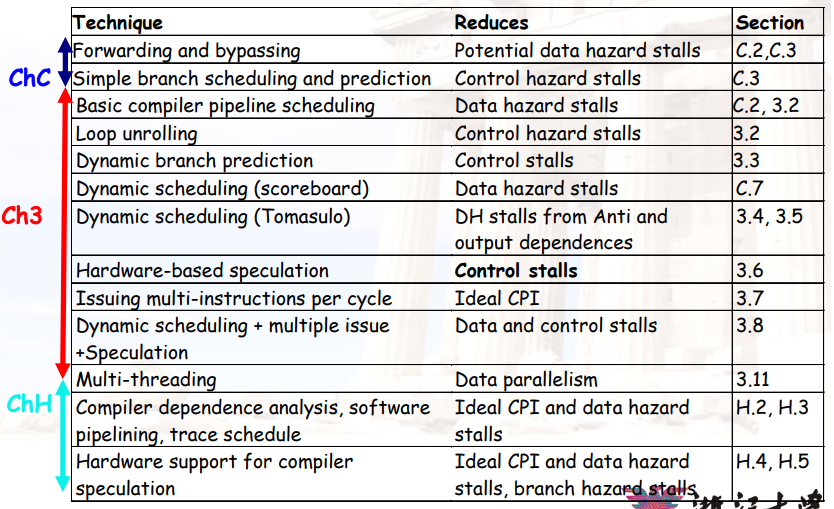 Technique Reduces Section
Forwarding and bypassing Potential data hazard stalls C.2,C.3
ChC
Simple branch scheduling and prediction Control hazard stalls C.3
Basic compiler pipeline scheduling Data hazard stalls C.2, 3.2
Loop unrolling Control hazard stalls 3.2
Dynamic branch prediction Control stalls 3.3
Dynamic scheduling (scoreboard) Data hazard stalls C.7
Ch3
Dynamic scheduling (Tomasulo) DH stalls from Anti and 3.4, 3.5
output dependences
Hardware-based speculation Control stalls 3.6
Issuing multi-instructions per cycle Ideal CPI 3.7
Dynamic scheduling + multiple issue Data and control stalls 3.8
+Speculation
Multi-threading Data parallelism 3.11
ChH
Compiler dependence analysis, software Ideal CPI and data hazard H.2, H.3
pipelining, trace schedule stalls
Hardware support for compiler Ideal CPI and data hazard H.4, H.5
speculation stalls, branch hazard stalls